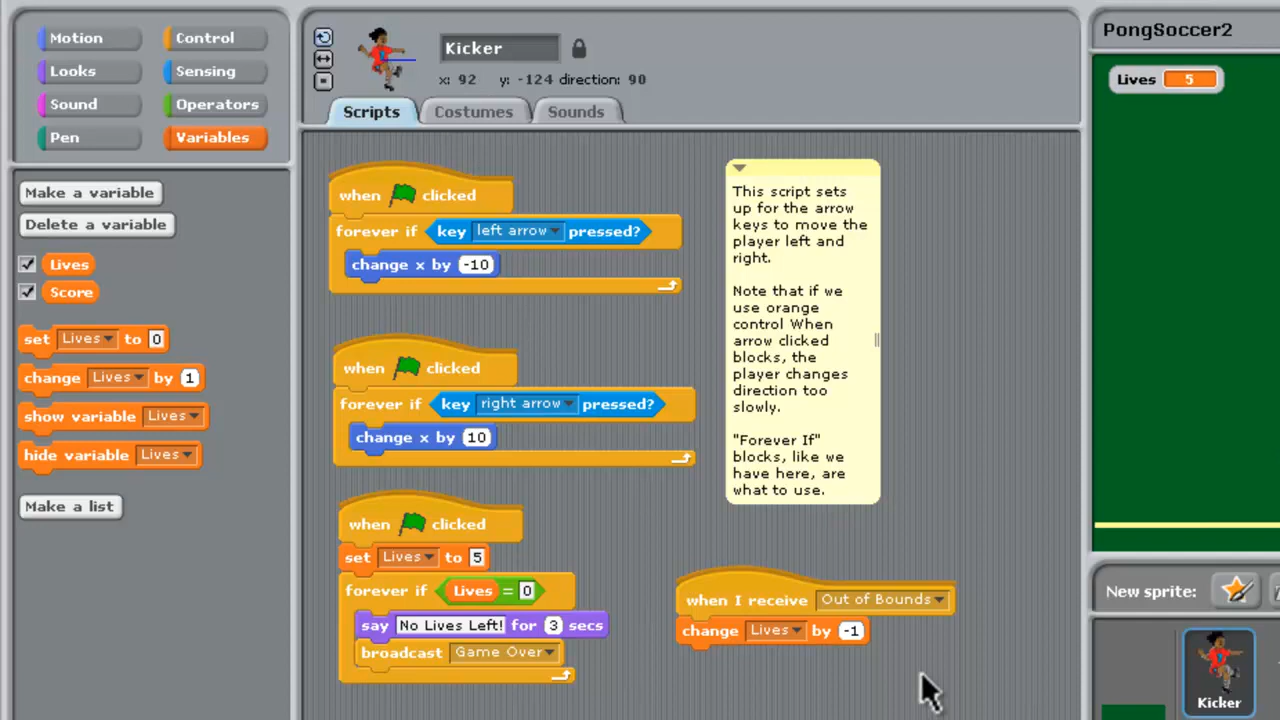 Motion
Control
Looks
Sensing
Sound
Operators
Pen
Variables
Make a variable
Delete a variable
Lives
Score
set Lives to 0
change Lives by 1
show variable Lives
hide variable Lives
Make a list
Kicker
x: 92 y: -124 direction: 90
Scripts
Costumes
Sounds
when clicked
forever if key left arrow pressed?
change x by -10
when clicked
forever if key right arrow pressed?
change x by 10
when clicked
set Lives to 5
forever if Lives = 0
say No Lives Left! for 3 secs
broadcast Game Over
This script sets
up for the arrow
keys to move the
player left and
right.
Note that if we
use orange
control When
arrow clicked
blocks, the
player changes
direction too
slowly.
"Forever If"
blocks, like we
have here, are
what to use.
when I receive Out of Bounds
change Lives by -1
PongSoccer2
Lives 5
New sprite:
Kicker